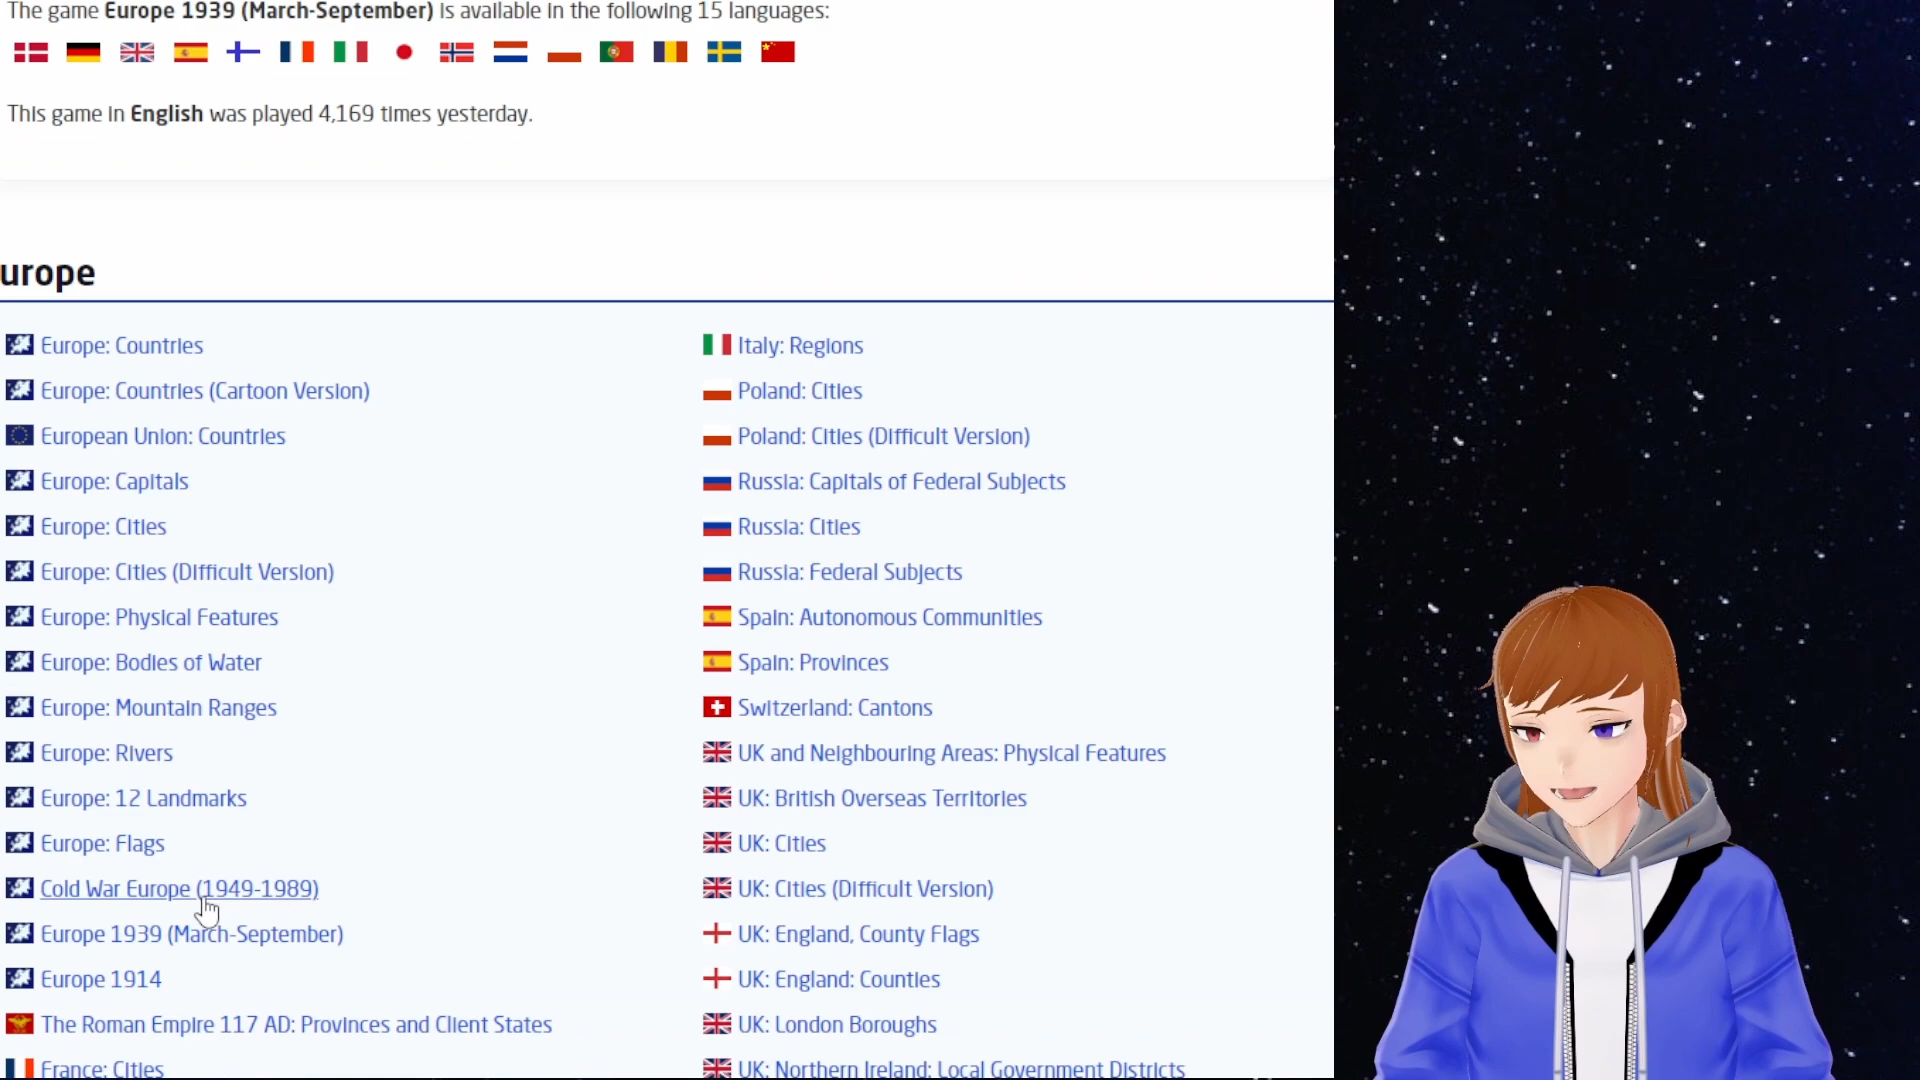 The game Europe 1939 (March-September) is available in the following 15 languages:
This game in English was played 4,169 times yesterday.
urope
Europe: Countries
Europe: Countries (Cartoon Version)
European Union: Countries
Europe: Capitals
Europe: Cities
Europe: Cities (Difficult Version)
Europe: Physical Features
Europe: Bodies of Water
Europe: Mountain Ranges
Europe: Rivers
Europe: 12 Landmarks
Europe: Flags
Cold War Europe (1949-1989)
Europe 1939 (March-September)
Europe 1914
The Roman Empire 117 AD: Provinces and Client States
France: Cities
Italy: Regions
Poland: Cities
Poland: Cities (Difficult Version)
Russia: Capitals of Federal Subjects
Russia: Cities
Russia: Federal Subjects
Spain: Autonomous Communities
Spain: Provinces
Switzerland: Cantons
UK and Neighbouring Areas: Physical Features
UK: British Overseas Territories
UK: Cities
UK: Cities (Difficult Version)
UK: England, County Flags
UK: England: Counties
UK: London Boroughs
UK: Northern Ireland: Local Government Districts